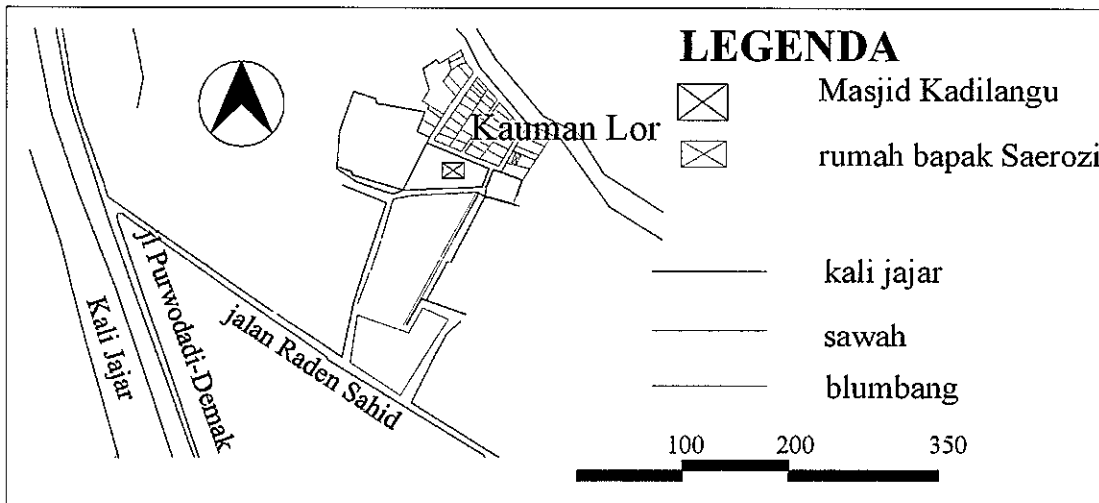 LEGENDA
Masjid Kadilangu
Kauman Lor
rumah bapak Saerozi
kali jajar
sawah
blumbang
Jl Purwodadi-Demak
Kali Jajar
jalan Raden Sahid
100 200 350